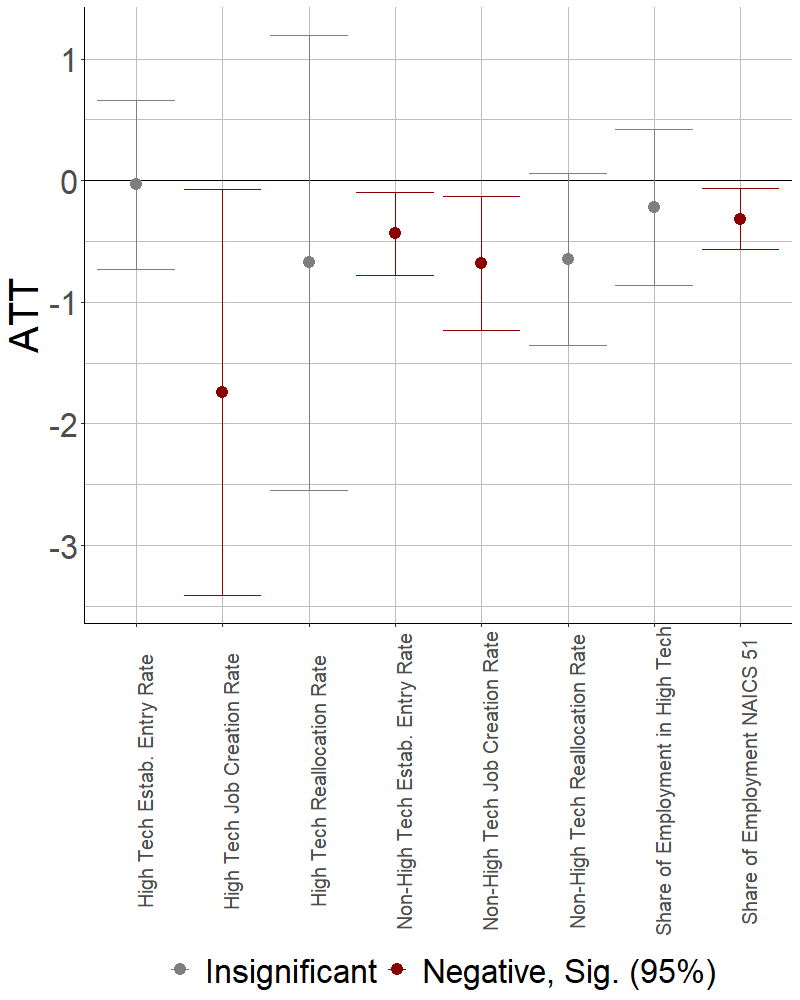 ATT
1
0
-1
-2
-3
High Tech Estab. Entry Rate
High Tech Job Creation Rate
High Tech Reallocation Rate
Non-High Tech Estab. Entry Rate
Non-High Tech Job Creation Rate
Non-High Tech Reallocation Rate
Share of Employment in High Tech
Share of Employment NAICS 51
Insignificant
Negative, Sig. (95%)